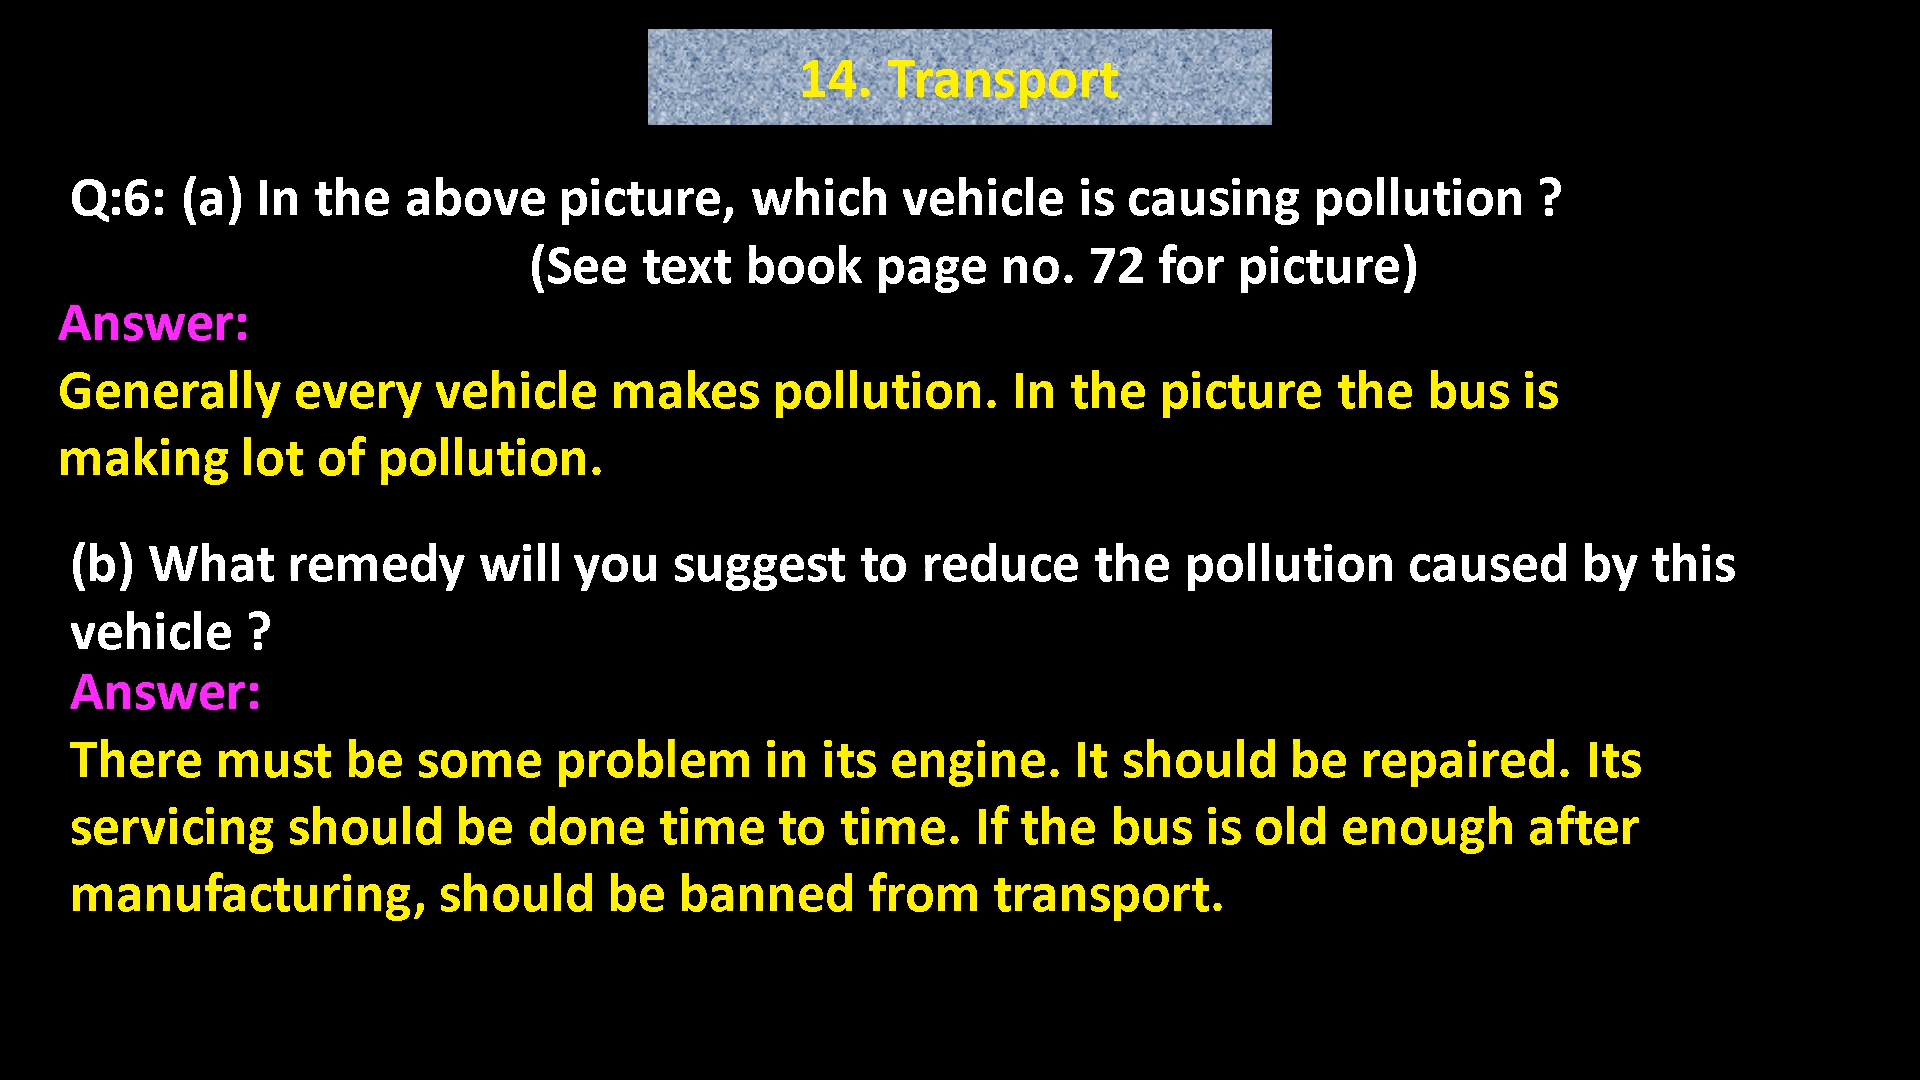 14. Transport
Q:6: (a) In the above picture, which vehicle is causing pollution ?
(See text book page no. 72 for picture)
Answer:
Generally every vehicle makes pollution. In the picture the bus is
making lot of pollution.
(b) What remedy will you suggest to reduce the pollution caused by this
vehicle ?
Answer:
There must be some problem in its engine. It should be repaired. Its
servicing should be done time to time. If the bus is old enough after
manufacturing, should be banned from transport.